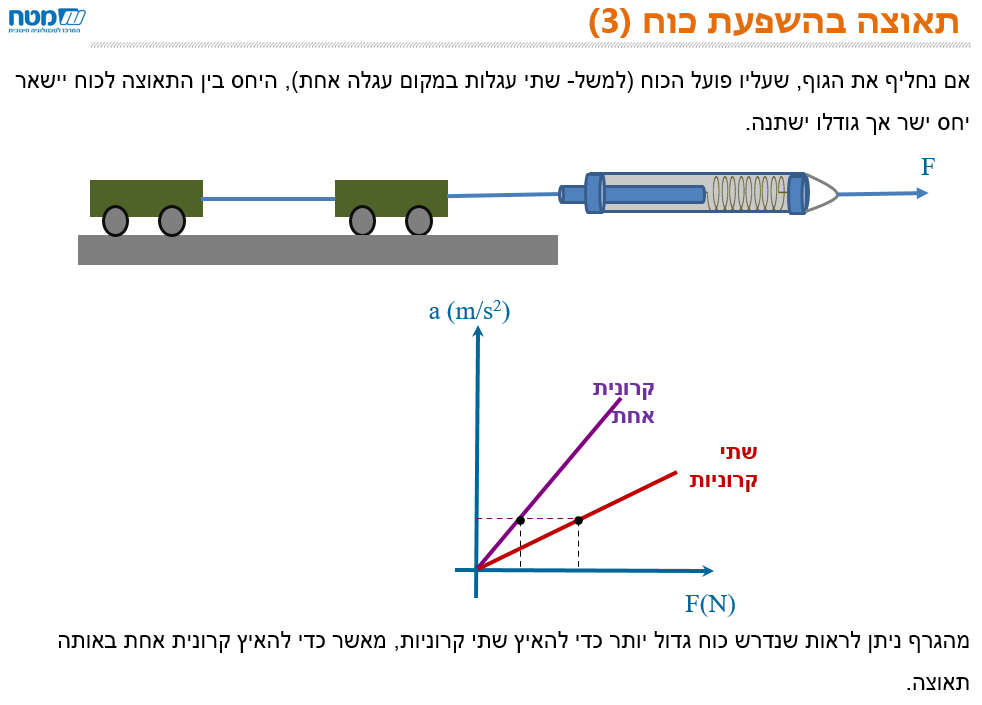 תאוצה בהשפעת כוח (3)
מטח
המרכז לטכנולוגיה חינוכית
אם נחליף את הגוף, שעליו פועל הכוח (למשל- שתי עגלות במקום עגלה אחת), היחס בין התאוצה לכוח יישאר
יחס ישר אך גודלו ישתנה.
F
a (m/s²)
קרונית
אחת
שתי
קרוניות
F(N)
מהגרף ניתן לראות שנדרש כוח גדול יותר כדי להאיץ שתי קרוניות, מאשר כדי להאיץ קרונית אחת באותה
תאוצה.